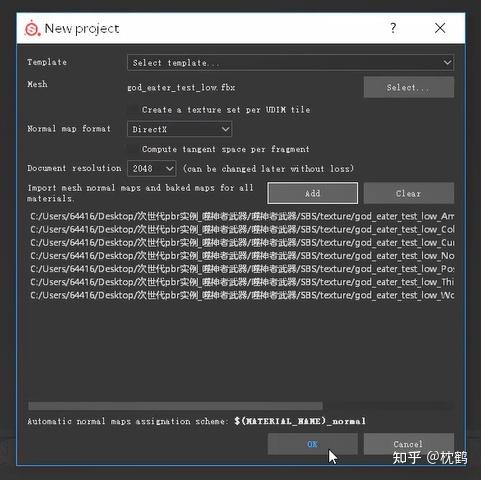 New project
Template Select template...
Mesh god_eater_test_low.fbx Select...
Create a texture set per UDIM tile
Normal map format DirectX
Compute tangent space per fragment
Document resolution 2048 (can be changed later without loss)
Import mesh normal maps and baked maps for all materials. Add Clear
C:/Users/64416/Desktop/次世代pbr实例_噬神者武器/噬神者武器/SBS/texture/god_eater_test_low_Am
C:/Users/64416/Desktop/次世代pbr实例_噬神者武器/噬神者武器/SBS/texture/god_eater_test_low_Col
C:/Users/64416/Desktop/次世代pbr实例_噬神者武器/噬神者武器/SBS/texture/god_eater_test_low_Cur
C:/Users/64416/Desktop/次世代pbr实例_噬神者武器/噬神者武器/SBS/texture/god_eater_test_low_No
C:/Users/64416/Desktop/次世代pbr实例_噬神者武器/噬神者武器/SBS/texture/god_eater_test_low_Pos
C:/Users/64416/Desktop/次世代pbr实例_噬神者武器/噬神者武器/SBS/texture/god_eater_test_low_Thi
C:/Users/64416/Desktop/次世代pbr实例_噬神者武器/噬神者武器/SBS/texture/god_eater_test_low_Wo
Automatic normal maps assignation scheme: $(MATERIAL_NAME)_normal
OK Cancel
知乎 @枕鹤